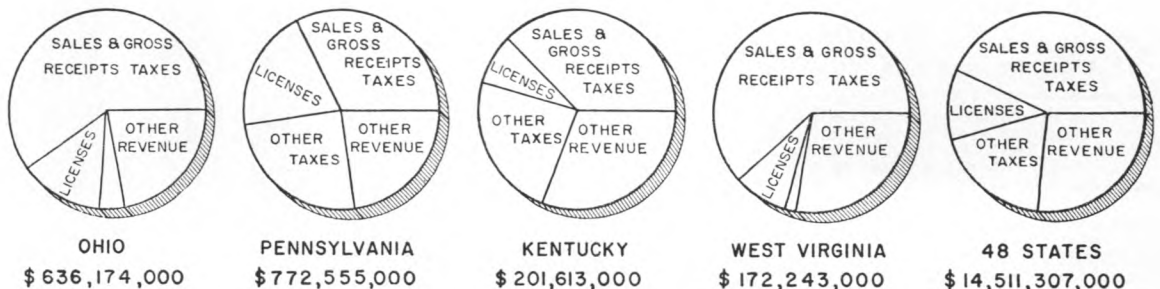 SALES & GROSS
RECEIPTS TAXES
LICENSES
OTHER
REVENUE
OHIO
$636,174,000
SALES &
GROSS
RECEIPTS
TAXES
LICENSES
OTHER
TAXES
OTHER
REVENUE
PENNSYLVANIA
$772,555,000
SALES &
GROSS
RECEIPTS
TAXES
LICENSES
OTHER
TAXES
OTHER
REVENUE
KENTUCKY
$201,613,000
SALES & GROSS
RECEIPTS TAXES
LICENSES
OTHER
REVENUE
WEST VIRGINIA
$172,243,000
SALES & GROSS
RECEIPTS
TAXES
LICENSES
OTHER
TAXES
OTHER
REVENUE
48 STATES
$14,511,307,000